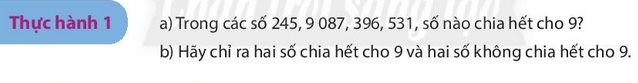 Thực hành 1
a) Trong các số 245, 9 087, 396, 531, số nào chia hết cho 9?
b) Hãy chỉ ra hai số chia hết cho 9 và hai số không chia hết cho 9.